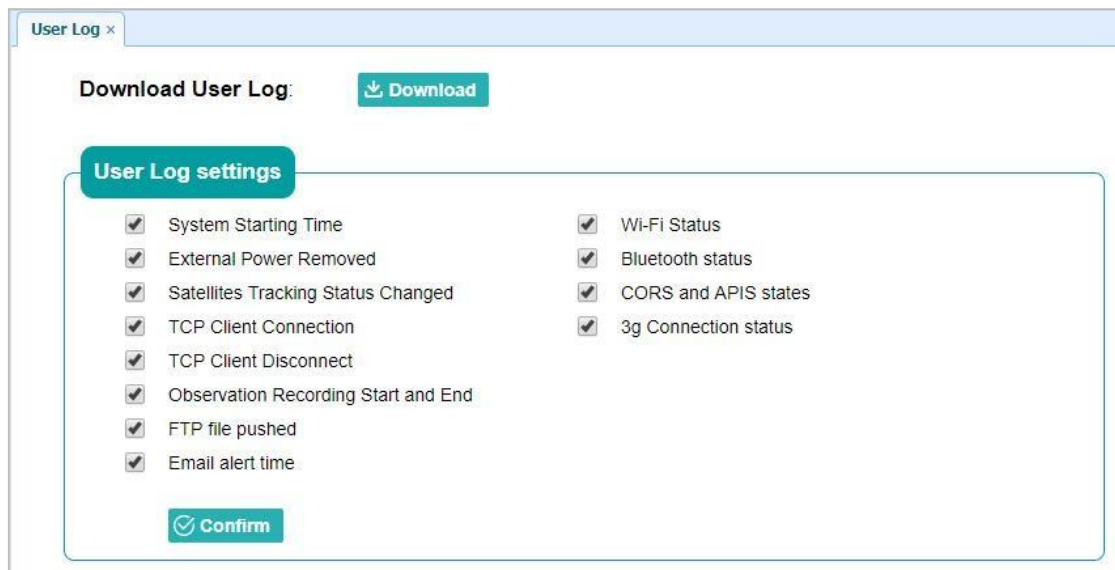 User Log ×
Download User Log:
Download
User Log settings
System Starting Time
External Power Removed
Satellites Tracking Status Changed
TCP Client Connection
TCP Client Disconnect
Observation Recording Start and End
FTP file pushed
Email alert time
Wi-Fi Status
Bluetooth status
CORS and APIS states
3g Connection status
Confirm